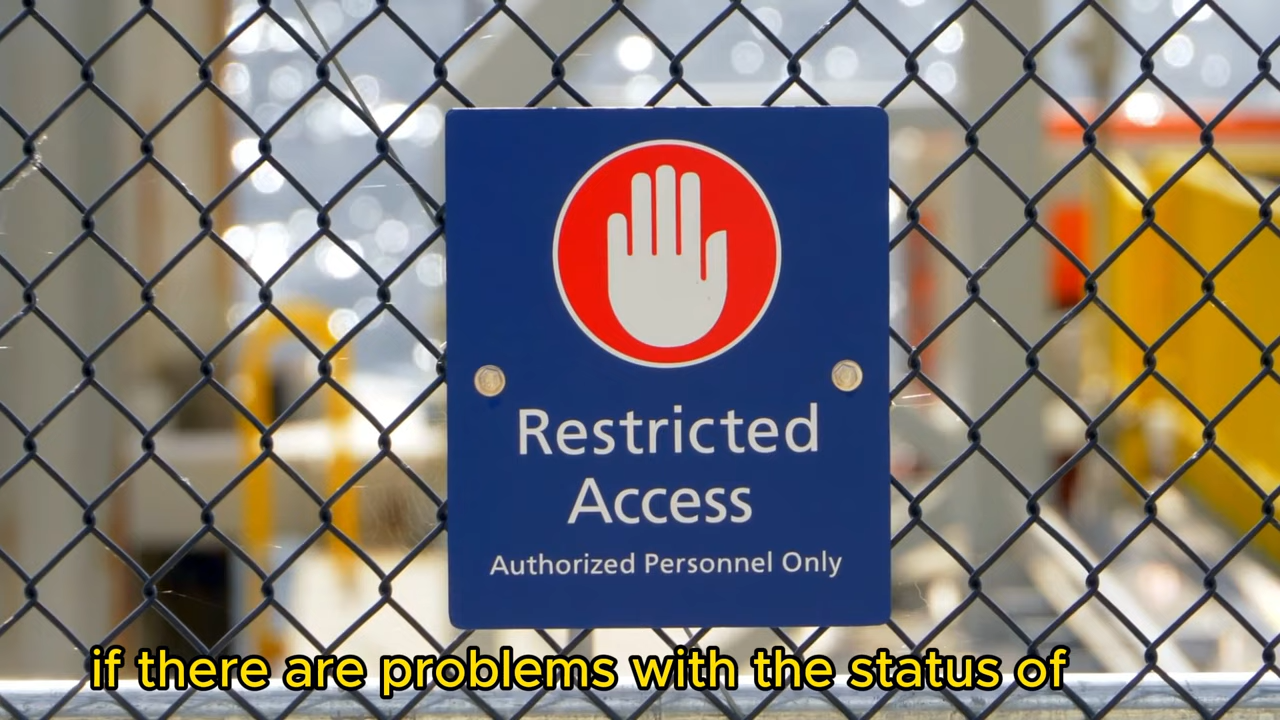 Restricted
Access
Authorized Personnel Only
if there are problems with the status of